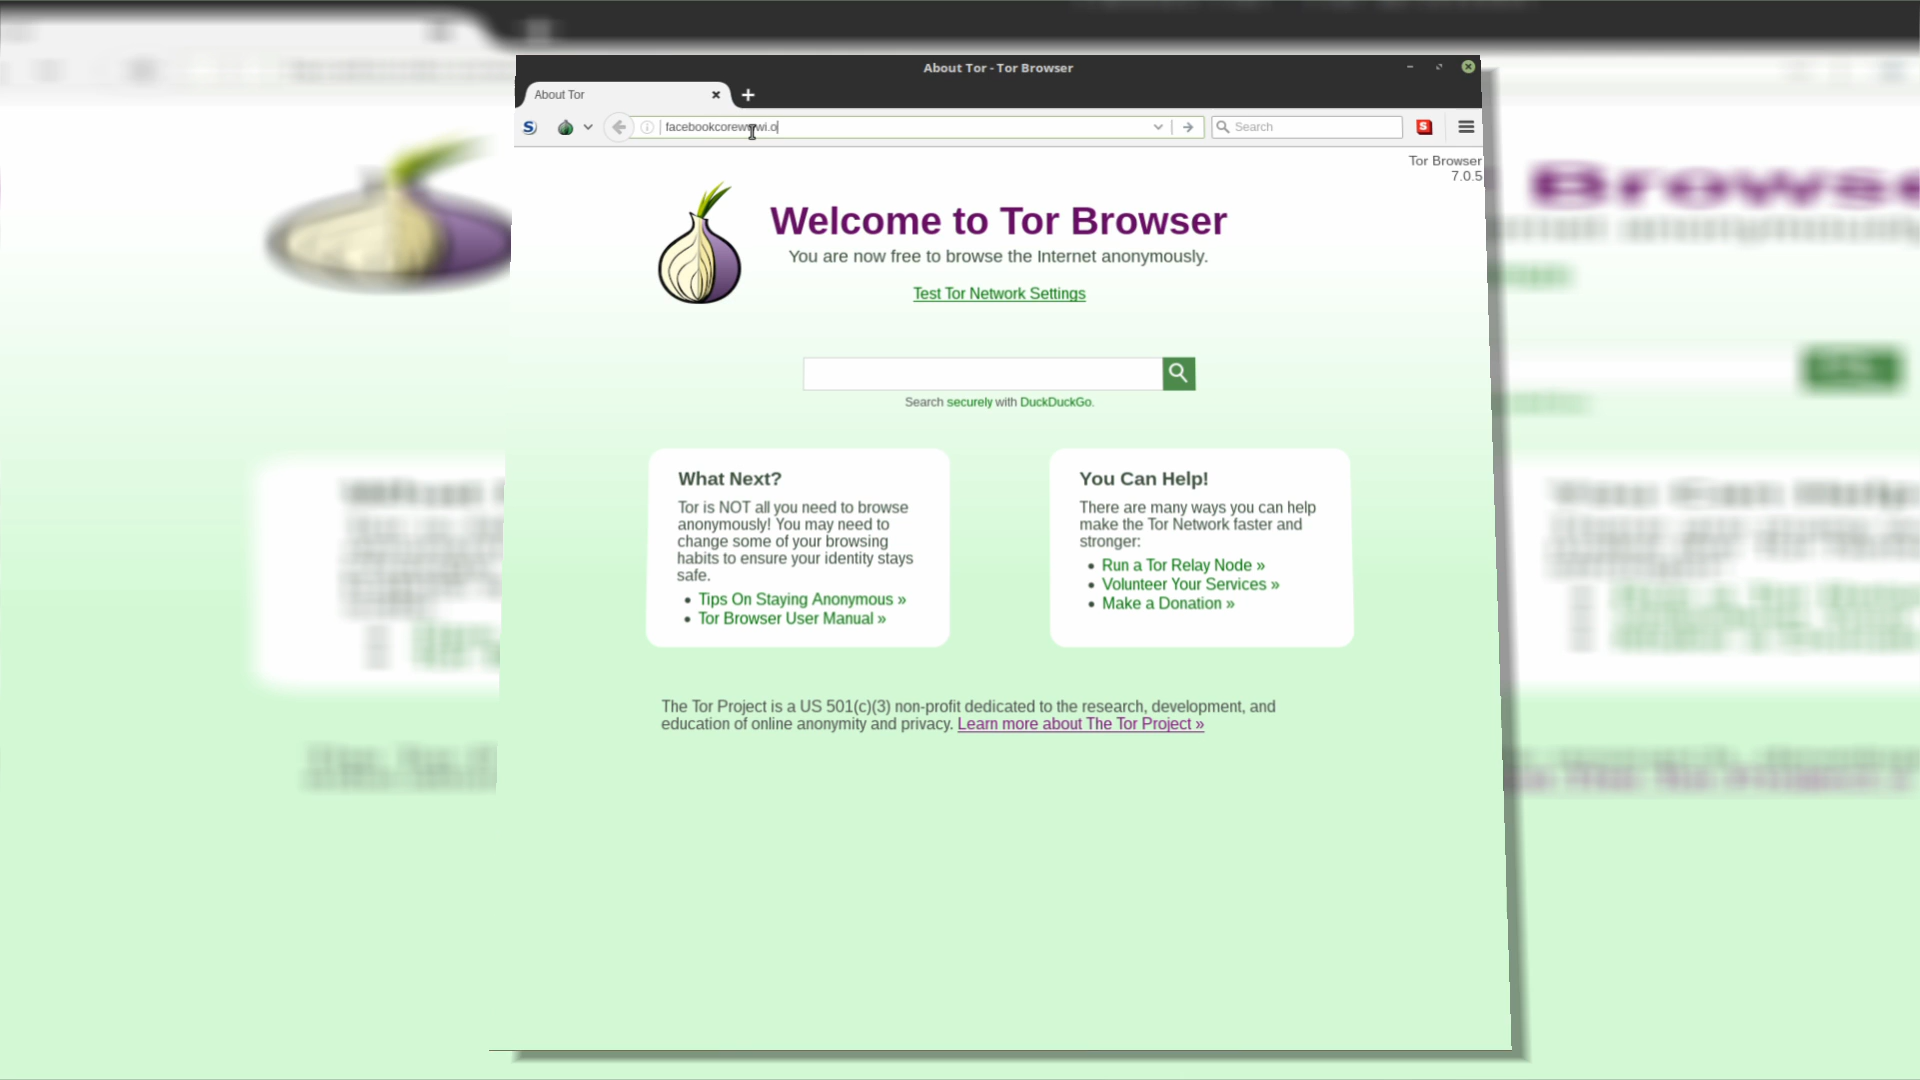 About Tor - Tor Browser
About Tor
Search
Tor Browser
7.0.5
Welcome to Tor Browser
You are now free to browse the Internet anonymously.
Test Tor Network Settings
Search securely with DuckDuckGo.
What Next?
Tor is NOT all you need to browse
anonymously! You may need to
change some of your browsing
habits to ensure your identity stays
safe.
Tips On Staying Anonymous »
Tor Browser User Manual »
You Can Help!
There are many ways you can help
make the Tor Network faster and
stronger:
Run a Tor Relay Node »
Volunteer Your Services »
Make a Donation »
The Tor Project is a US 501(c)(3) non-profit dedicated to the research, development, and
education of online anonymity and privacy. Learn more about The Tor Project »